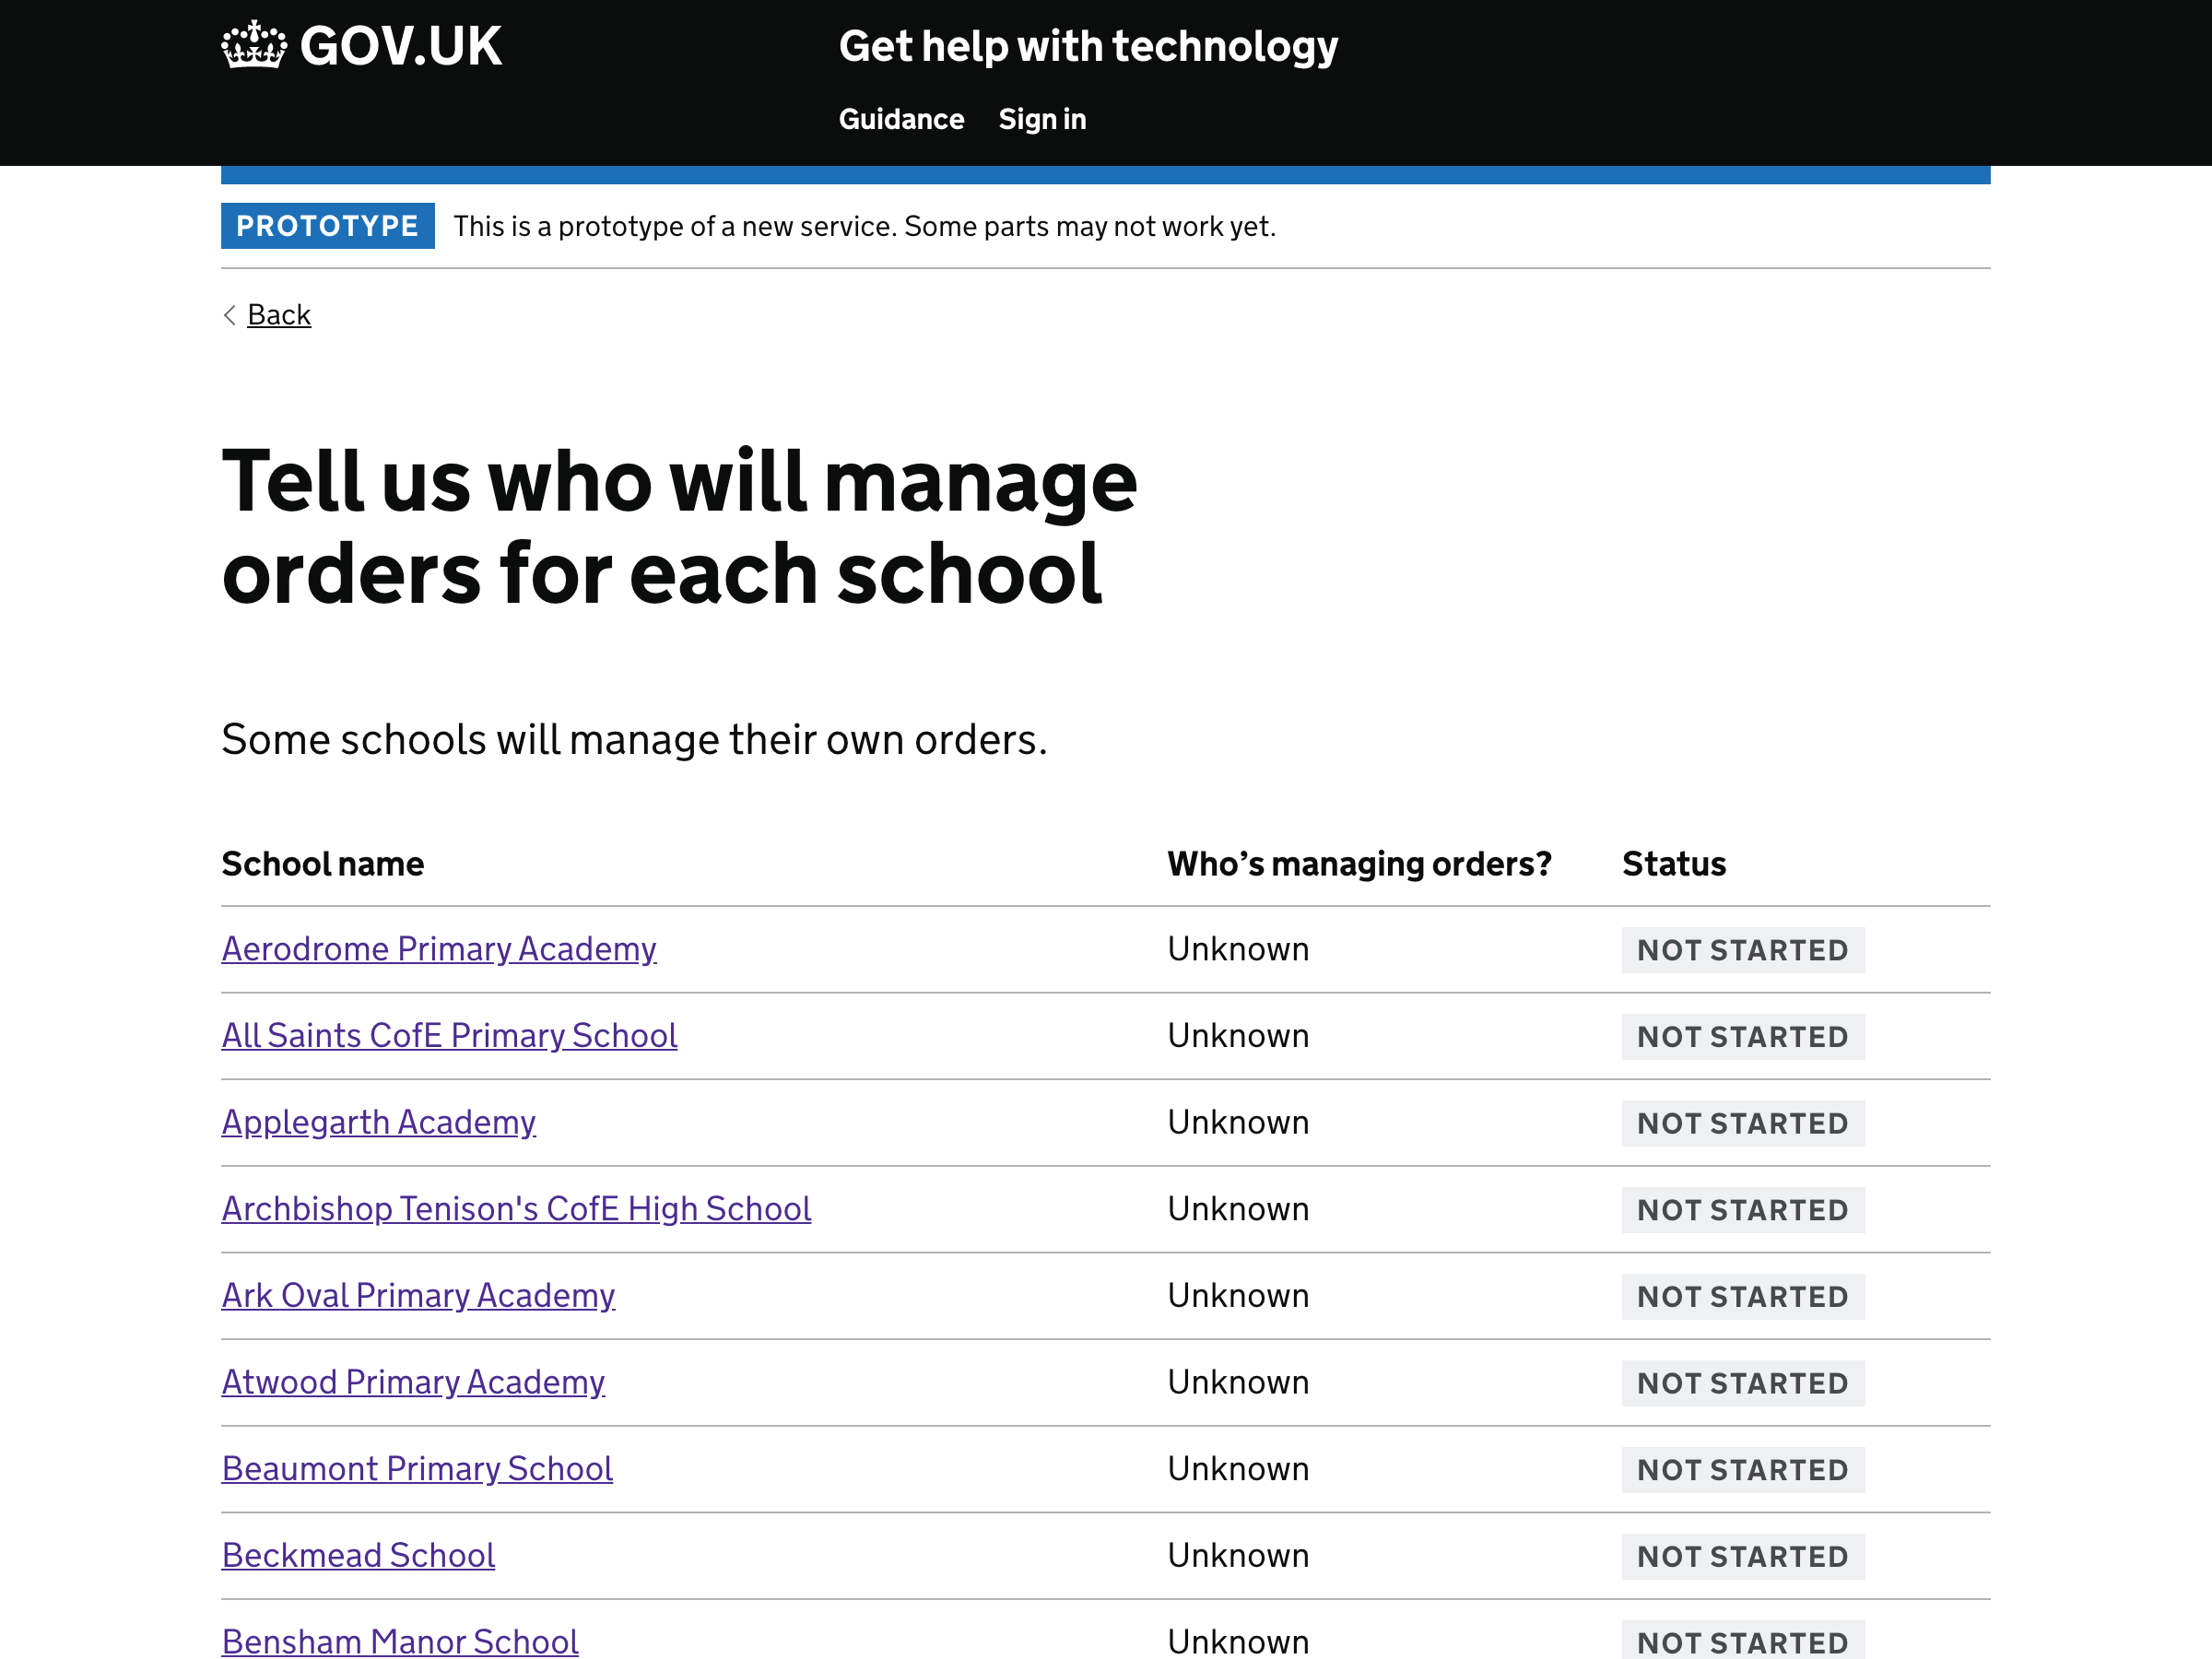 GOV.UK
Get help with technology
Guidance Sign in
PROTOTYPE This is a prototype of a new service. Some parts may not work yet.
Back
Tell us who will manage
orders for each school
Some schools will manage their own orders.
School name Who’s managing orders? Status
Aerodrome Primary Academy Unknown NOT STARTED
All Saints CofE Primary School Unknown NOT STARTED
Applegarth Academy Unknown NOT STARTED
Archbishop Tenison's CofE High School Unknown NOT STARTED
Ark Oval Primary Academy Unknown NOT STARTED
Atwood Primary Academy Unknown NOT STARTED
Beaumont Primary School Unknown NOT STARTED
Beckmead School Unknown NOT STARTED
Bensham Manor School Unknown NOT STARTED